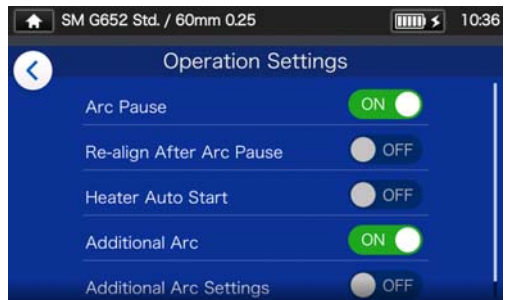 SM G652 Std. / 60mm 0.25 10:36
Operation Settings
Arc Pause ON
Re-align After Arc Pause OFF
Heater Auto Start OFF
Additional Arc ON
Additional Arc Settings OFF